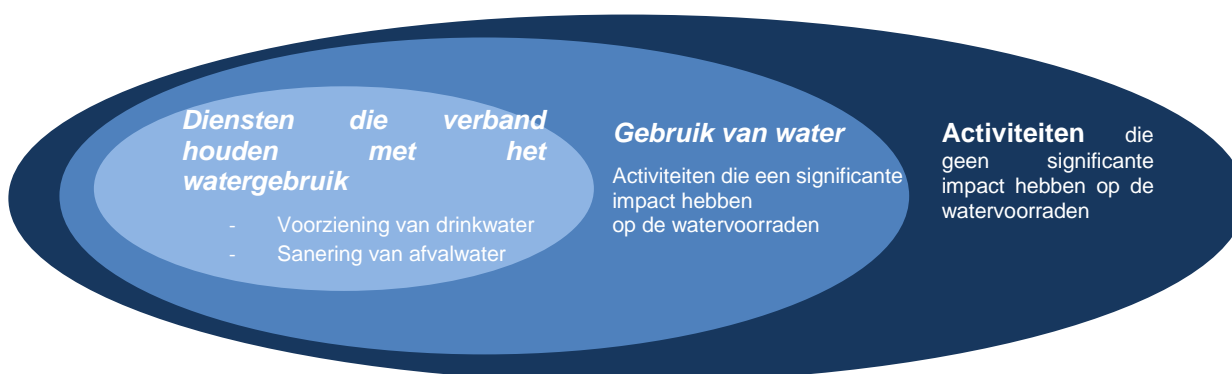 Diensten die verband
houden met het
watergebruik
- Voorziening van drinkwater
- Sanering van afvalwater
Gebruik van water
Activiteiten die een significante
impact hebben
op de watervoorraden
Activiteiten die
geen significante
impact hebben op de
watervoorraden